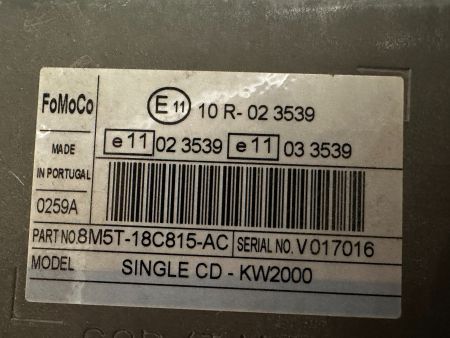 FoMoCo
E 11 10 R- 02 3539
MADE
IN PORTUGAL
e 11 02 3539 e 11 03 3539
0259A
PART NO. 8M5T-18C815-AC SERIAL NO. V017016
MODEL SINGLE CD - KW2000